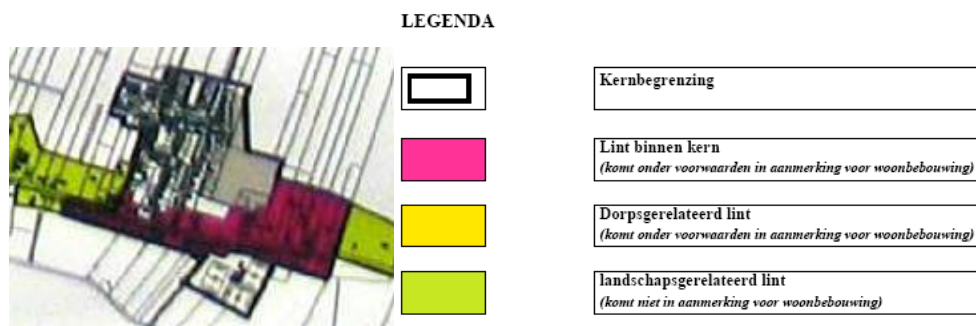 LEGENDA
Kernbegrenzing
Lint binnen kern
(komt onder voorwaarden in aanmerking voor woonbebouwing)
Dorpsgerelateerd lint
(komt onder voorwaarden in aanmerking voor woonbebouwing)
landschapsgerelateerd lint
(komt niet in aanmerking voor woonbebouwing)